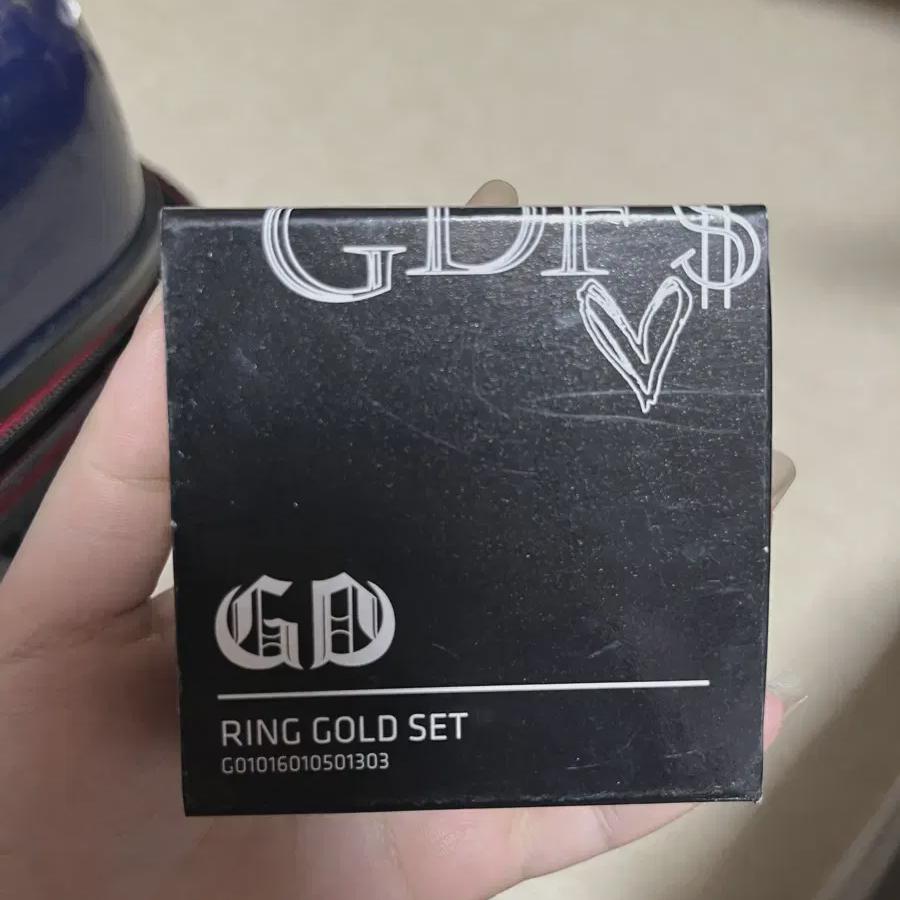 GDF$
GD
RING GOLD SET
G01016010501303